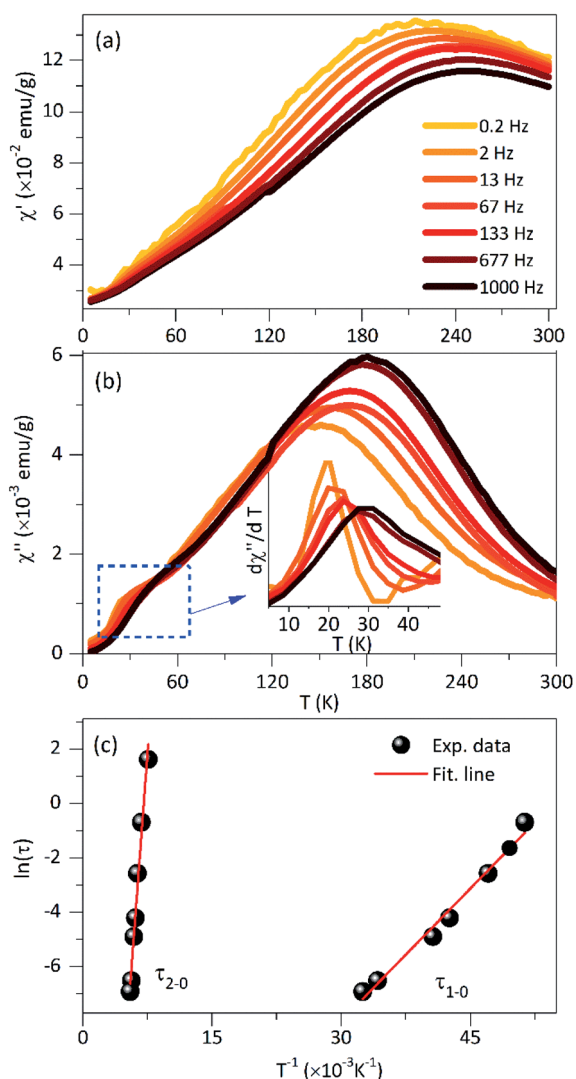 (a)
χ' (×10⁻² emu/g)
12
10
8
6
4
0.2 Hz
2 Hz
13 Hz
67 Hz
133 Hz
677 Hz
1000 Hz
0 60 120 180 240 300
(b)
χ'' (×10⁻³ emu/g)
6
4
2
0
dχ''/d T
10 20 30 40
T (K)
0 60 120 180 240 300
T (K)
(c)
ln(τ)
2
0
-2
-4
-6
Exp. data
Fit. line
τ₂₋₀
τ₁₋₀
0 15 30 45
T⁻¹ (×10⁻³K⁻¹)